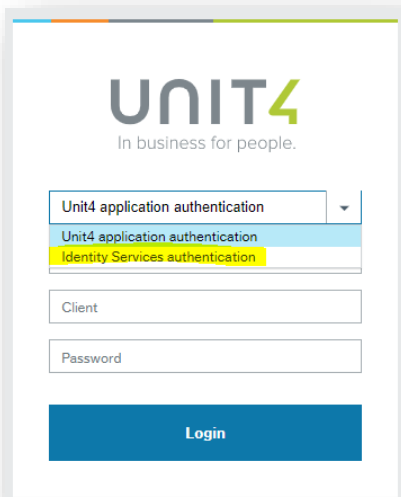 UNIT4
In business for people.
Unit4 application authentication
Unit4 application authentication
Identity Services authentication
Client
Password
Login